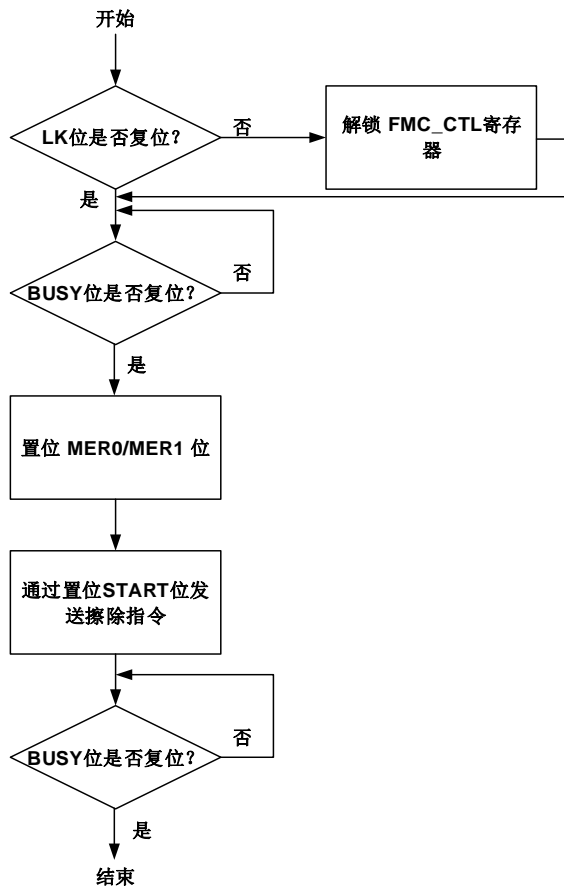 开始
LK位是否复位？
否
解锁 FMC_CTL寄存
器
是
BUSY位是否复位？
否
是
置位 MER0/MER1 位
通过置位START位发
送擦除指令
BUSY位是否复位？
否
是
结束